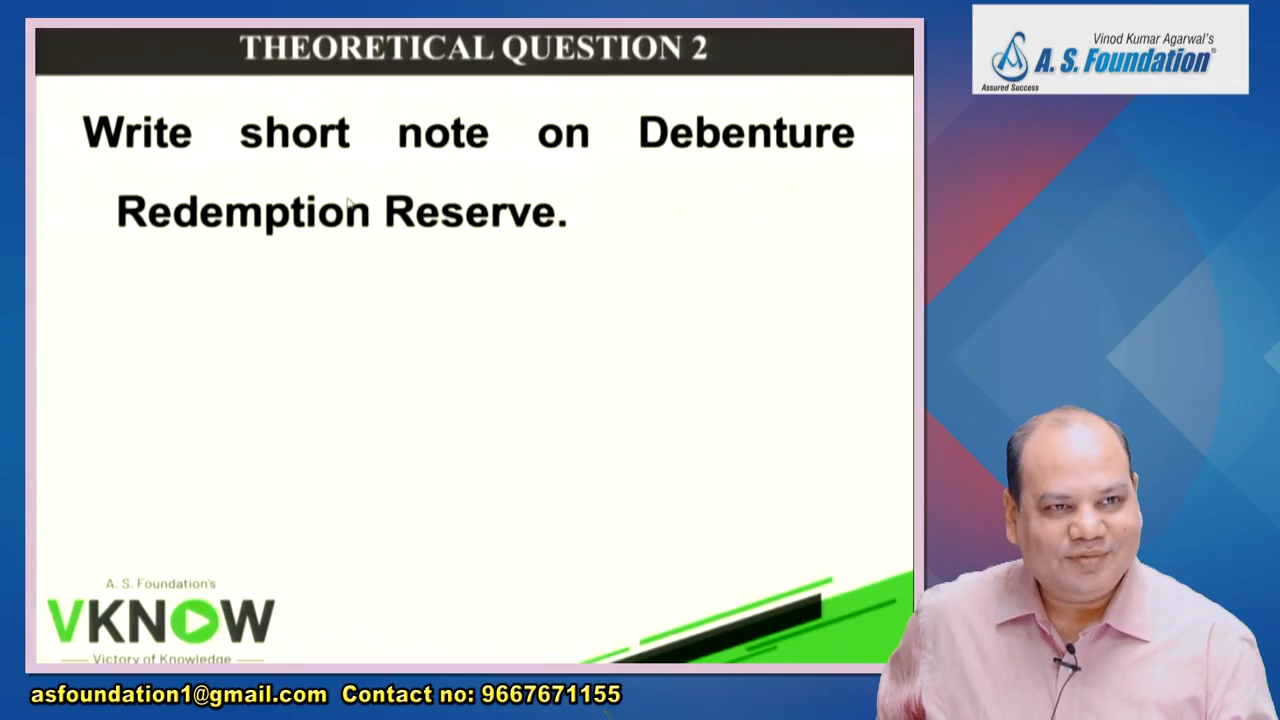 THEORETICAL QUESTION 2
Vinod Kumar Agarwal's
A. S. Foundation®
Assured Success
Write short note on Debenture
Redemption Reserve.
A. S. Foundation's
VKNOW
Victory of Knowledge
asfoundation1@gmail.com Contact no: 9667671155